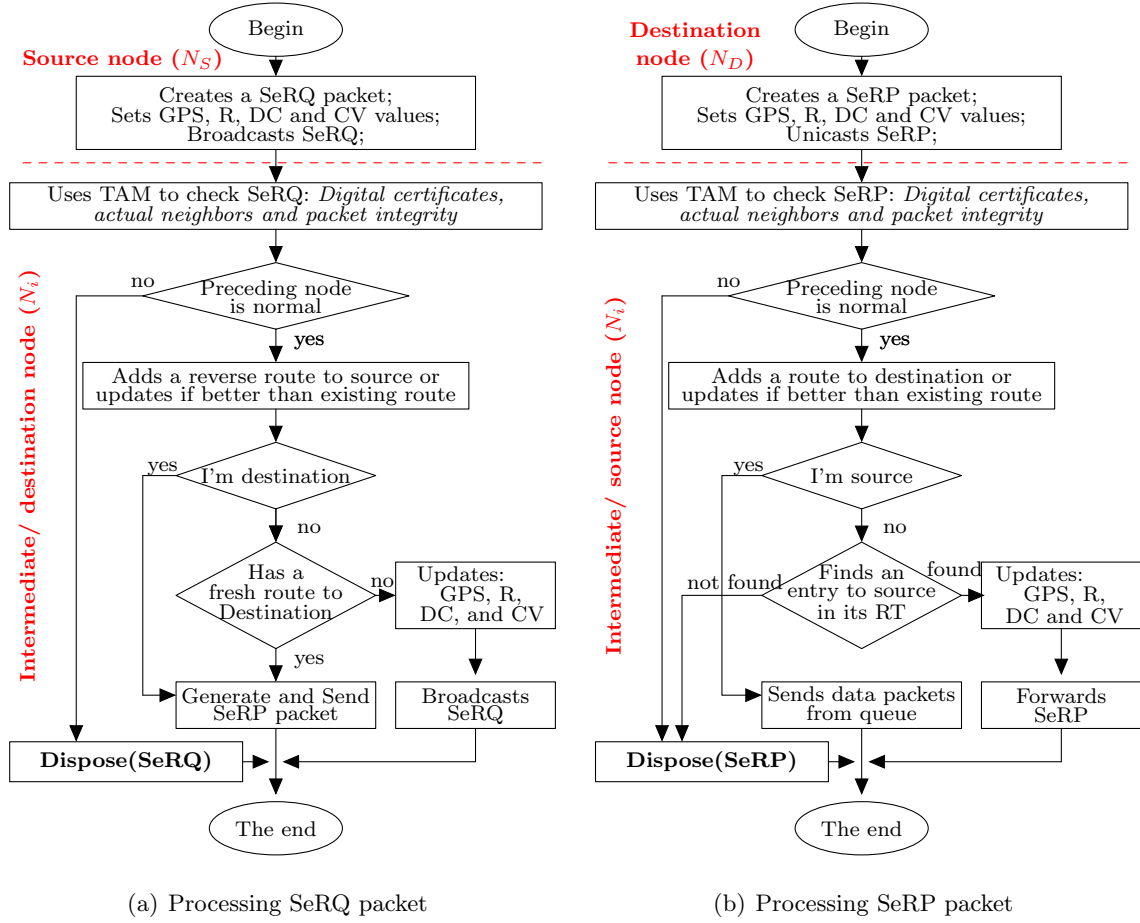 Begin
Source node (N_S)
Creates a SeRQ packet;
Sets GPS, R, DC and CV values;
Broadcasts SeRQ;
Uses TAM to check SeRQ: Digital certificates,
actual neighbors and packet integrity
no
Preceding node
is normal
yes
Adds a reverse route to source or
updates if better than existing route
yes
I'm destination
no
Has a
fresh route to
Destination
no
Updates:
GPS, R,
DC, and CV
yes
Generate and Send
SeRP packet
Broadcasts
SeRQ
Dispose(SeRQ)
The end
Intermediate/ destination node (N_i)
(a) Processing SeRQ packet
Begin
Destination
node (N_D)
Creates a SeRP packet;
Sets GPS, R, DC and CV values;
Unicasts SeRP;
Uses TAM to check SeRP: Digital certificates,
actual neighbors and packet integrity
no
Preceding node
is normal
yes
Adds a route to destination or
updates if better than existing route
yes
I'm source
no
not found
Finds an
entry to source
in its RT
found
Updates:
GPS, R,
DC and CV
Sends data packets
from queue
Forwards
SeRP
Dispose(SeRP)
The end
Intermediate/ source node (N_i)
(b) Processing SeRP packet